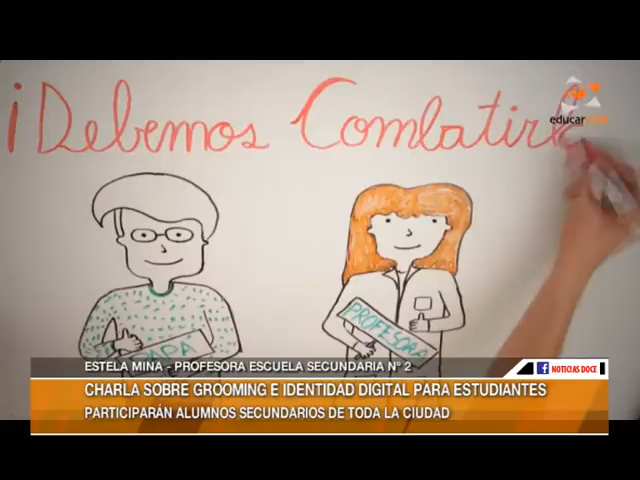 ¡Debemos Combatirl
educar
PAPA
PROFESORA
ESTELA MINA - PROFESORA ESCUELA SECUNDARIA Nº 2
NOTICIAS DOCE
CHARLA SOBRE GROOMING E IDENTIDAD DIGITAL PARA ESTUDIANTES
PARTICIPARÁN ALUMNOS SECUNDARIOS DE TODA LA CIUDAD